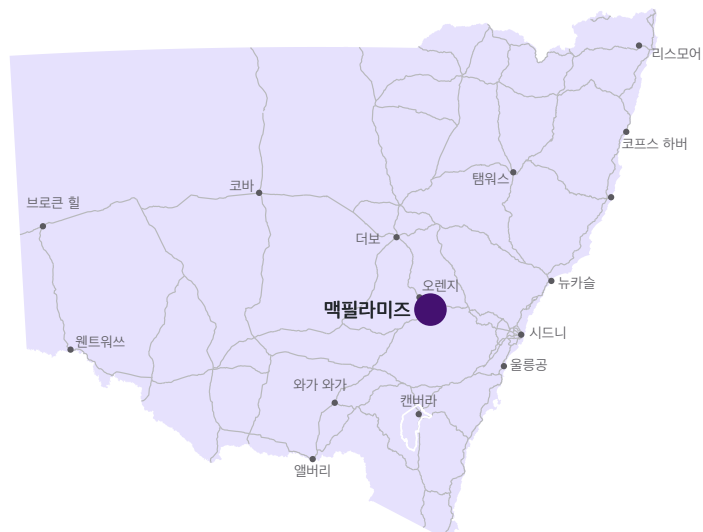 리스모어
코프스 하버
탬워스
코바
브로큰 힐
더보
오렌지
뉴카슬
맥필라미즈
시드니
웬트워쓰
울릉공
와가 와가
캔버라
앨버리